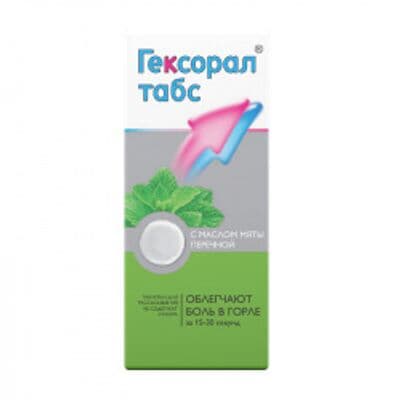 Гексорал®
табс
С МАСЛОМ МЯТЫ
ПЕРЕЧНОЙ
ОБЛЕГЧАЮТ
БОЛЬ В ГОРЛЕ
за 15-30 секунд